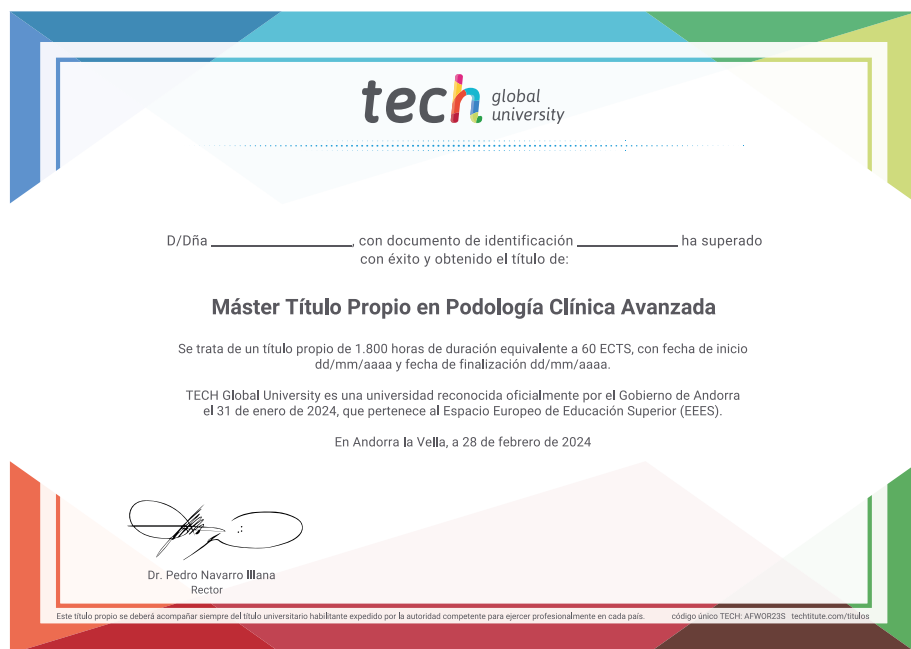 tech global
university
D/Dña ______________, con documento de identificación __________ ha superado
con éxito y obtenido el título de:
Máster Título Propio en Podología Clínica Avanzada
Se trata de un título propio de 1.800 horas de duración equivalente a 60 ECTS, con fecha de inicio
dd/mm/aaaa y fecha de finalización dd/mm/aaaa.
TECH Global University es una universidad reconocida oficialmente por el Gobierno de Andorra
el 31 de enero de 2024, que pertenece al Espacio Europeo de Educación Superior (EEES).
En Andorra la Vella, a 28 de febrero de 2024
Dr. Pedro Navarro Illana
Rector
Este título propio se deberá acompañar siempre del título universitario habilitante expedido por la autoridad competente para ejercer profesionalmente en cada país. código único TECH: AFWOR23S techtitute.com/titulos